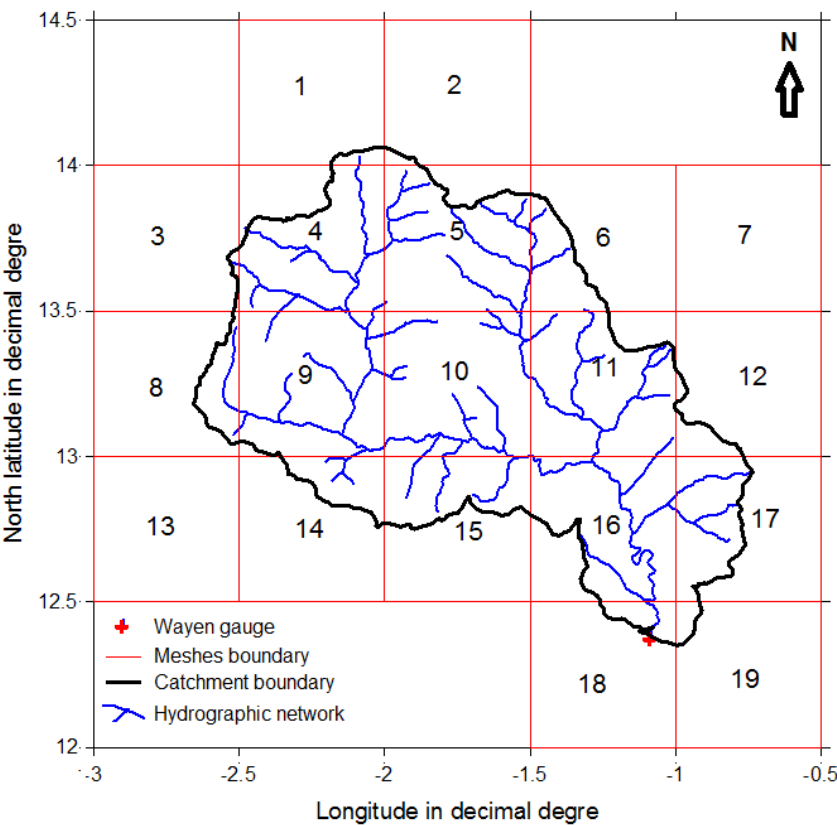 14.5
N
1 2
14
3 4 5 6 7
13.5
8 9 10 11 12
13
13 14 15 16 17
12.5
Wayen gauge
Meshes boundary
Catchment boundary
Hydrographic network
18 19
12
-3 -2.5 -2 -1.5 -1 -0.5
Longitude in decimal degre
North latitude in decimal degre